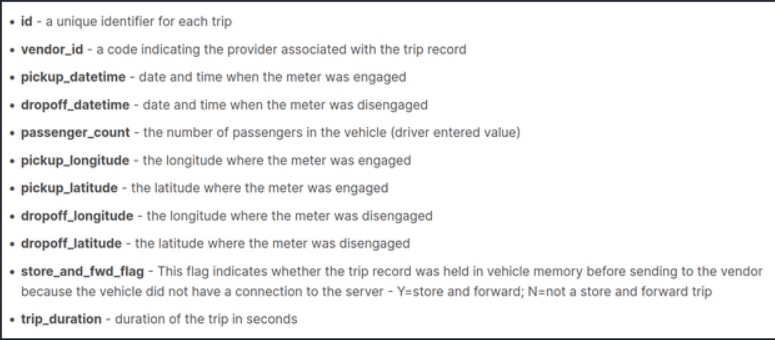 • id - a unique identifier for each trip
• vendor_id - a code indicating the provider associated with the trip record
• pickup_datetime - date and time when the meter was engaged
• dropoff_datetime - date and time when the meter was disengaged
• passenger_count - the number of passengers in the vehicle (driver entered value)
• pickup_longitude - the longitude where the meter was engaged
• pickup_latitude - the latitude where the meter was engaged
• dropoff_longitude - the longitude where the meter was disengaged
• dropoff_latitude - the latitude where the meter was disengaged
• store_and_fwd_flag - This flag indicates whether the trip record was held in vehicle memory before sending to the vendor
because the vehicle did not have a connection to the server - Y=store and forward; N=not a store and forward trip
• trip_duration - duration of the trip in seconds